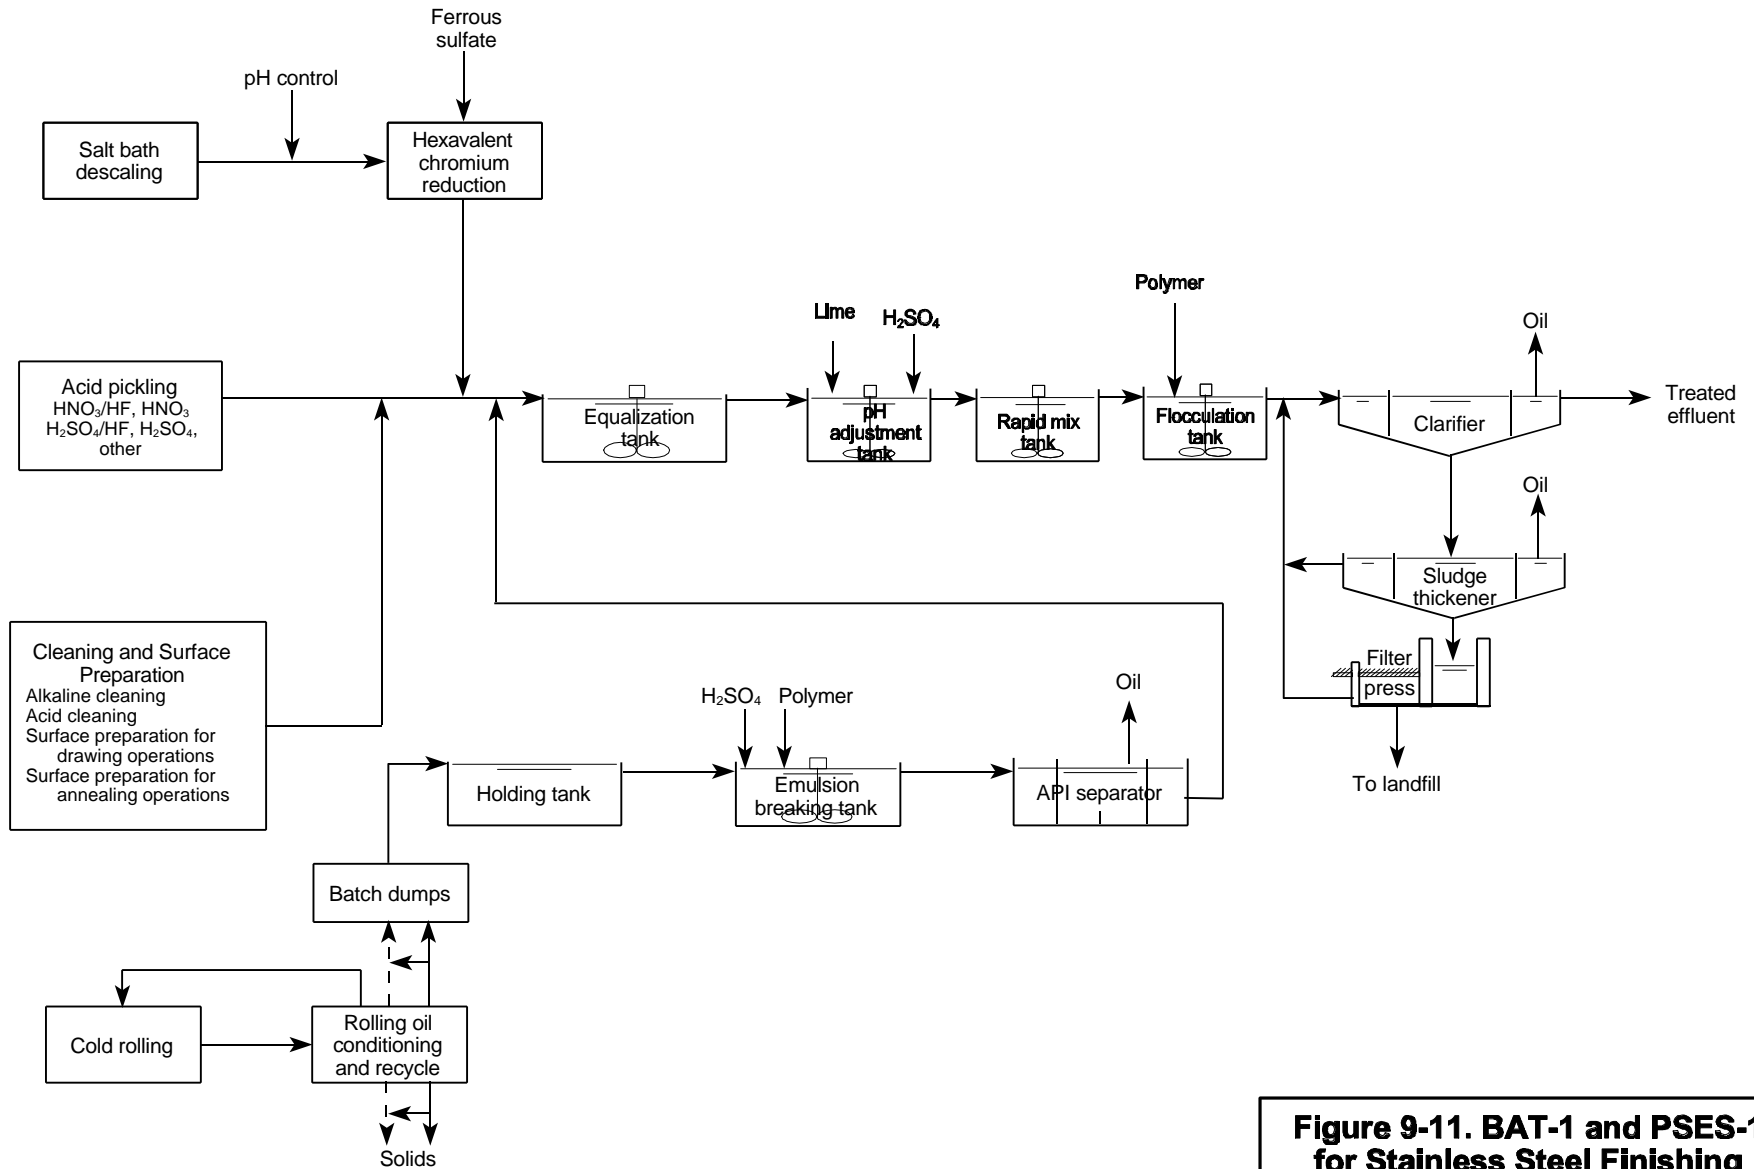 Ferrous
sulfate
pH control
Salt bath
descaling
Hexavalent
chromium
reduction
Polymer
Lime
H₂SO₄
Oil
Acid pickling
HNO₃/HF, HNO₃
H₂SO₄/HF, H₂SO₄,
other
Equalization
tank
pH
adjustment
tank
Rapid mix
tank
Flocculation
tank
Clarifier
Treated
effluent
Oil
Sludge
thickener
Cleaning and Surface
Preparation
Alkaline cleaning
Acid cleaning
Surface preparation for
drawing operations
Surface preparation for
annealing operations
Filter
press
To landfill
H₂SO₄
Polymer
Oil
Holding tank
Emulsion
breaking tank
API separator
Batch dumps
Cold rolling
Rolling oil
conditioning
and recycle
Solids
Figure 9-11. BAT-1 and PSES-1
for Stainless Steel Finishing